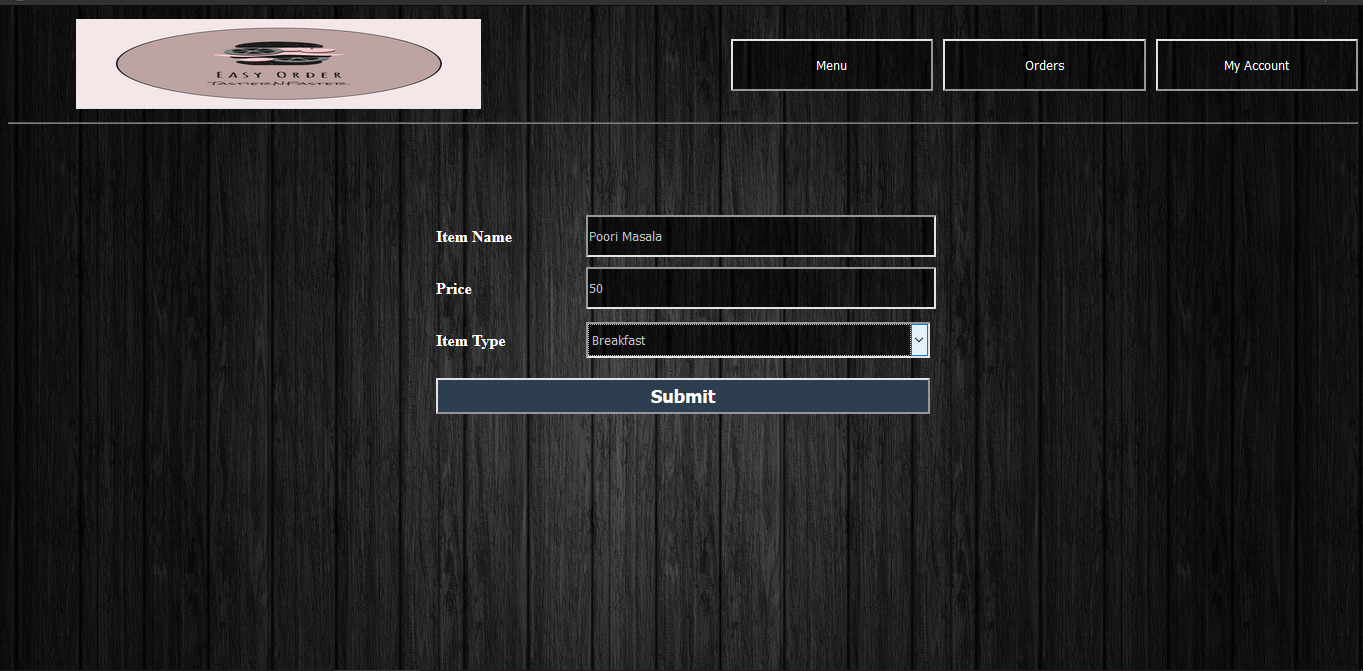 EASY ORDER
TASTIER N FASTER
Menu
Orders
My Account
Item Name
Poori Masala
Price
50
Item Type
Breakfast
Submit